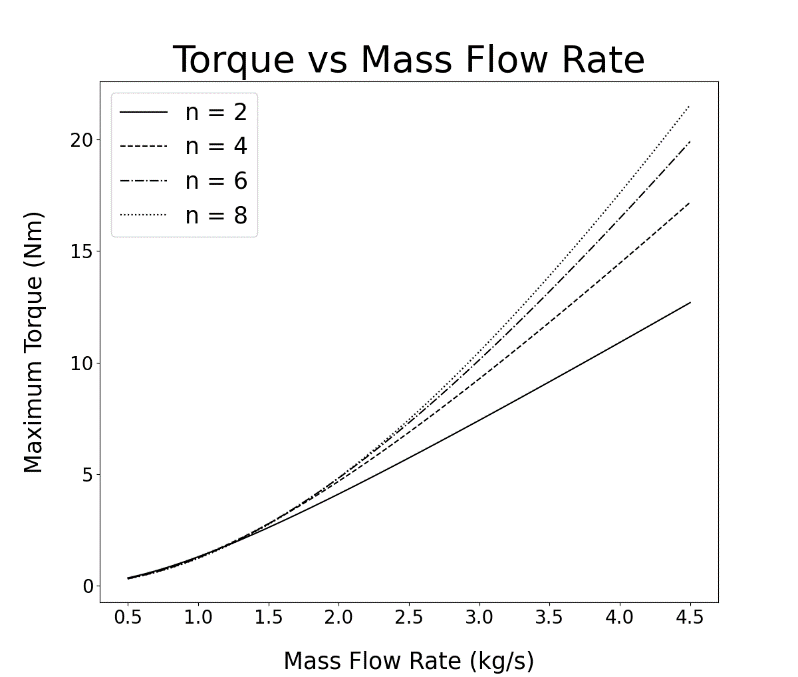 Torque vs Mass Flow Rate
n = 2
n = 4
n = 6
n = 8
Maximum Torque (Nm)
20
15
10
5
0
0.5 1.0 1.5 2.0 2.5 3.0 3.5 4.0 4.5
Mass Flow Rate (kg/s)